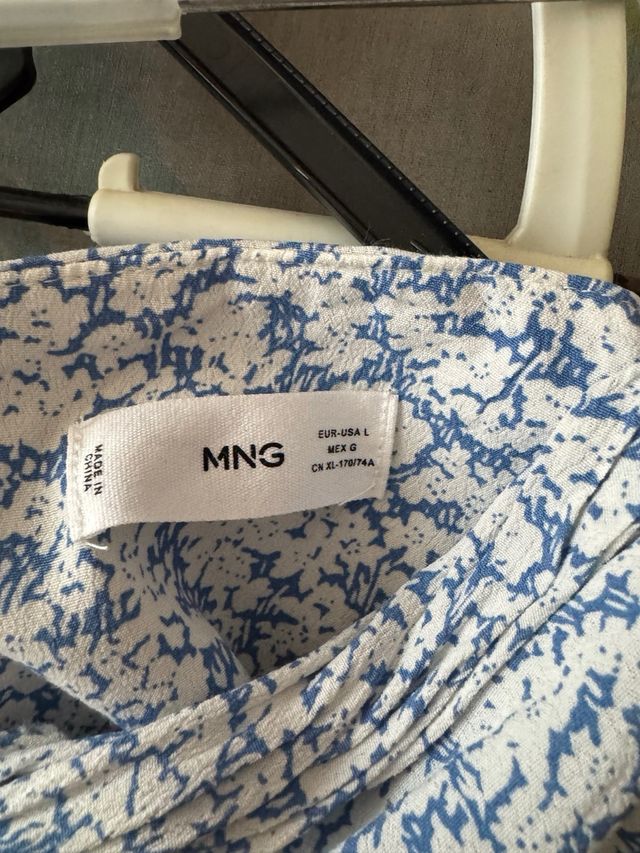 MADE IN
CHINA
MNG
EUR-USA L
MEX G
CN XL-170/74A